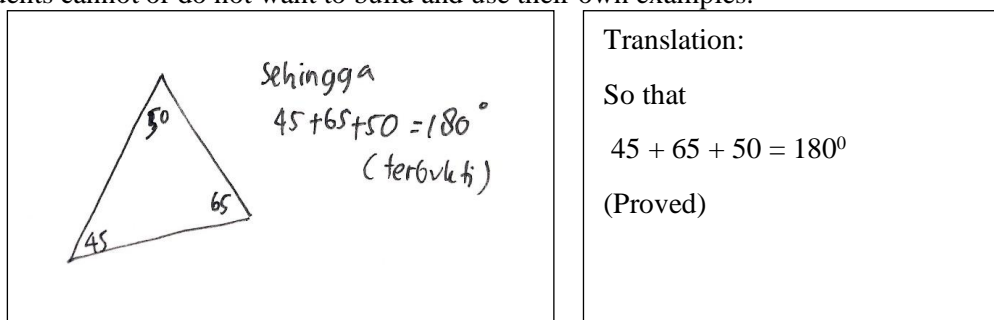 dents cannot or do not want to build and use their own examples.
50
65
45
Sehingga
45+65+50 = 180°
(terbukti)
Translation:
So that
45 + 65 + 50 = 180⁰
(Proved)